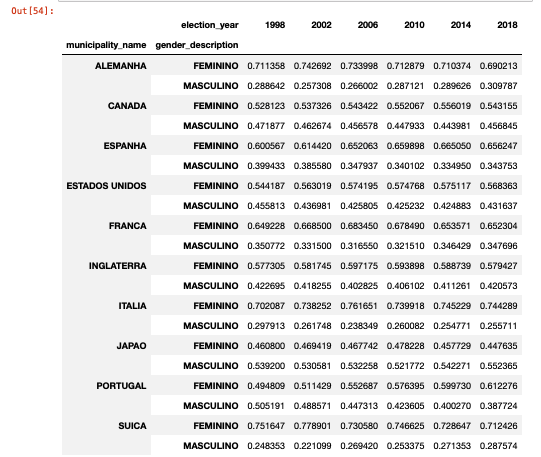 Out[54]:
election_year 1998 2002 2006 2010 2014 2018
municipality_name gender_description
ALEMANHA FEMININO 0.711358 0.742692 0.733998 0.712879 0.710374 0.690213
MASCULINO 0.288642 0.257308 0.266002 0.287121 0.289626 0.309787
CANADA FEMININO 0.528123 0.537326 0.543422 0.552067 0.556019 0.543155
MASCULINO 0.471877 0.462674 0.456578 0.447933 0.443981 0.456845
ESPANHA FEMININO 0.600567 0.614420 0.652063 0.659898 0.665050 0.656247
MASCULINO 0.399433 0.385580 0.347937 0.340102 0.334950 0.343753
ESTADOS UNIDOS FEMININO 0.544187 0.563019 0.574195 0.574768 0.575117 0.568363
MASCULINO 0.455813 0.436981 0.425805 0.425232 0.424883 0.431637
FRANCA FEMININO 0.649228 0.668500 0.683450 0.678490 0.653571 0.652304
MASCULINO 0.350772 0.331500 0.316550 0.321510 0.346429 0.347696
INGLATERRA FEMININO 0.577305 0.581745 0.597175 0.593898 0.588739 0.579427
MASCULINO 0.422695 0.418255 0.402825 0.406102 0.411261 0.420573
ITALIA FEMININO 0.702087 0.738252 0.761651 0.739918 0.745229 0.744289
MASCULINO 0.297913 0.261748 0.238349 0.260082 0.254771 0.255711
JAPAO FEMININO 0.460800 0.469419 0.467742 0.478228 0.457729 0.447635
MASCULINO 0.539200 0.530581 0.532258 0.521772 0.542271 0.552365
PORTUGAL FEMININO 0.494809 0.511429 0.552687 0.576395 0.599730 0.612276
MASCULINO 0.505191 0.488571 0.447313 0.423605 0.400270 0.387724
SUICA FEMININO 0.751647 0.778901 0.730580 0.746625 0.728647 0.712426
MASCULINO 0.248353 0.221099 0.269420 0.253375 0.271353 0.287574